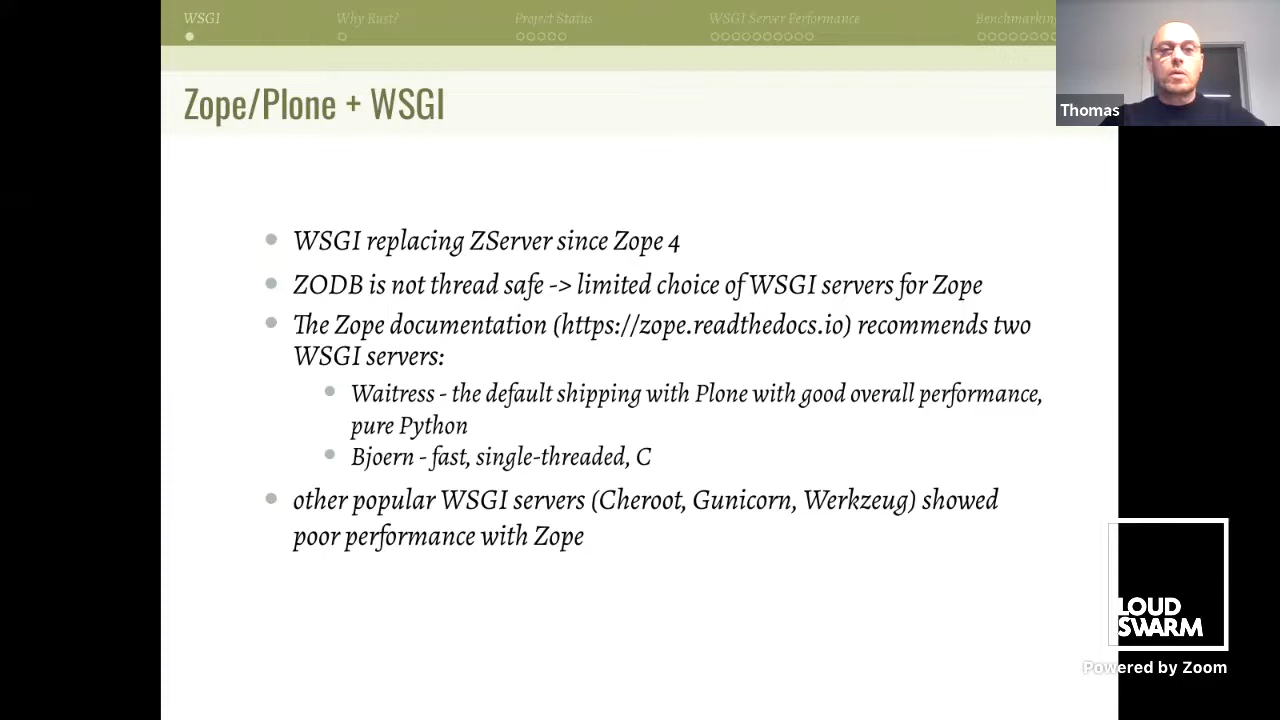 WSGI Why Rust? Project Status WSGI Server Performance Benchmarking
Zope/Plone + WSGI
Thomas
WSGI replacing ZServer since Zope 4
ZODB is not thread safe -> limited choice of WSGI servers for Zope
The Zope documentation (https://zope.readthedocs.io) recommends two
WSGI servers:
Waitress - the default shipping with Plone with good overall performance,
pure Python
Bjoern - fast, single-threaded, C
other popular WSGI servers (Cheroot, Gunicorn, Werkzeug) showed
poor performance with Zope
LOUD
SWARM
Powered by Zoom